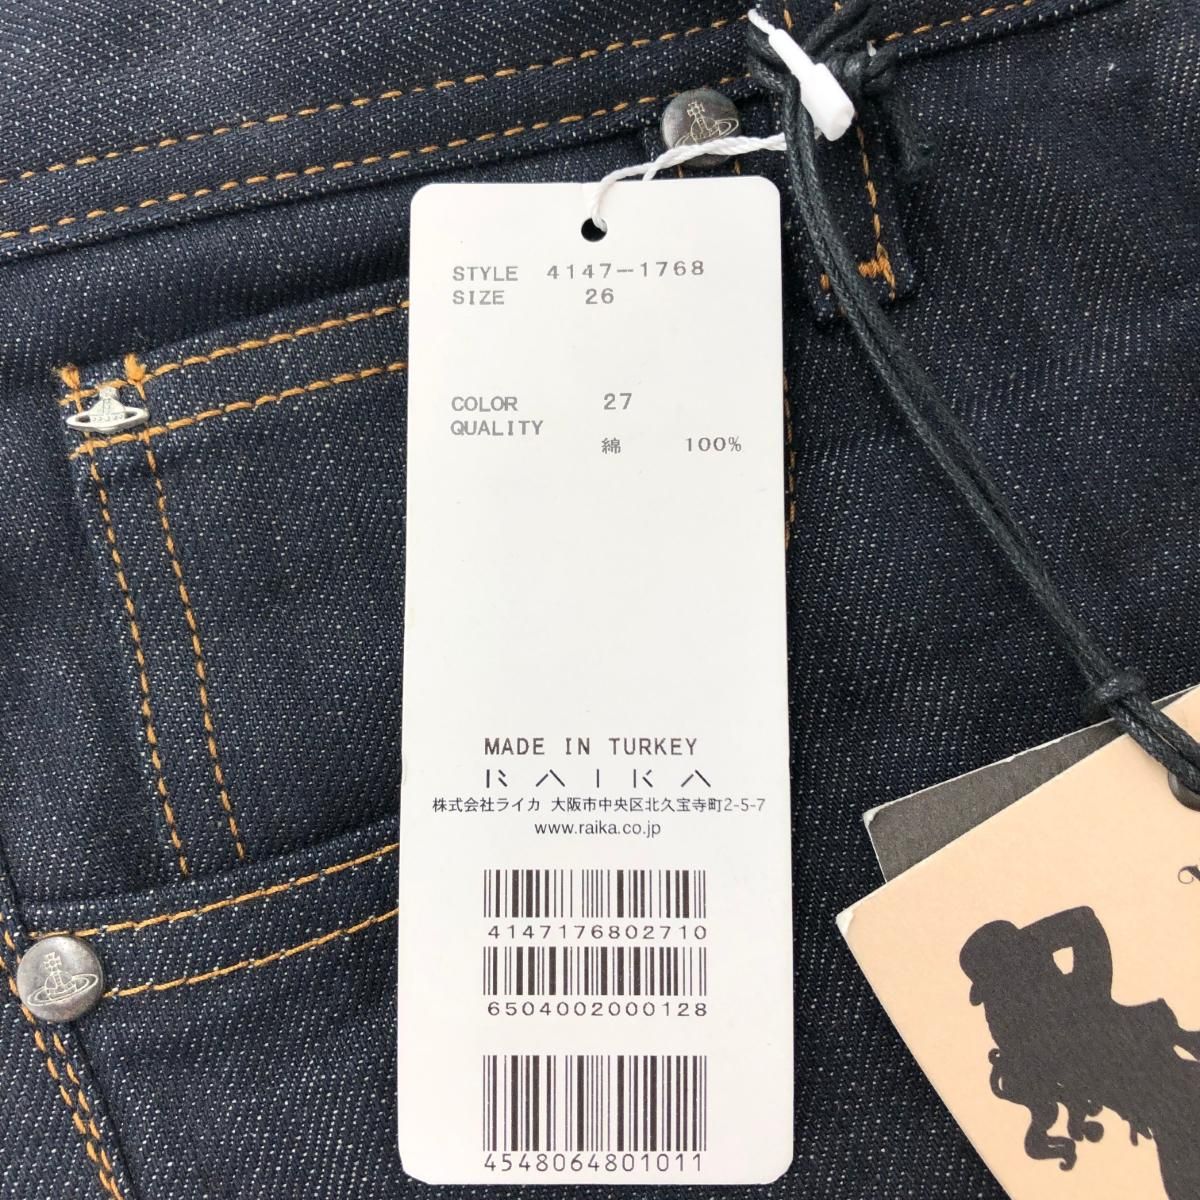 STYLE 4147-1768
SIZE 26
COLOR 27
QUALITY
綿 100%
MADE IN TURKEY
RAIKA
株式会社ライカ 大阪市中央区北久宝寺町2-5-7
www.raika.co.jp
4147176802710
6504002000128
4548064801011